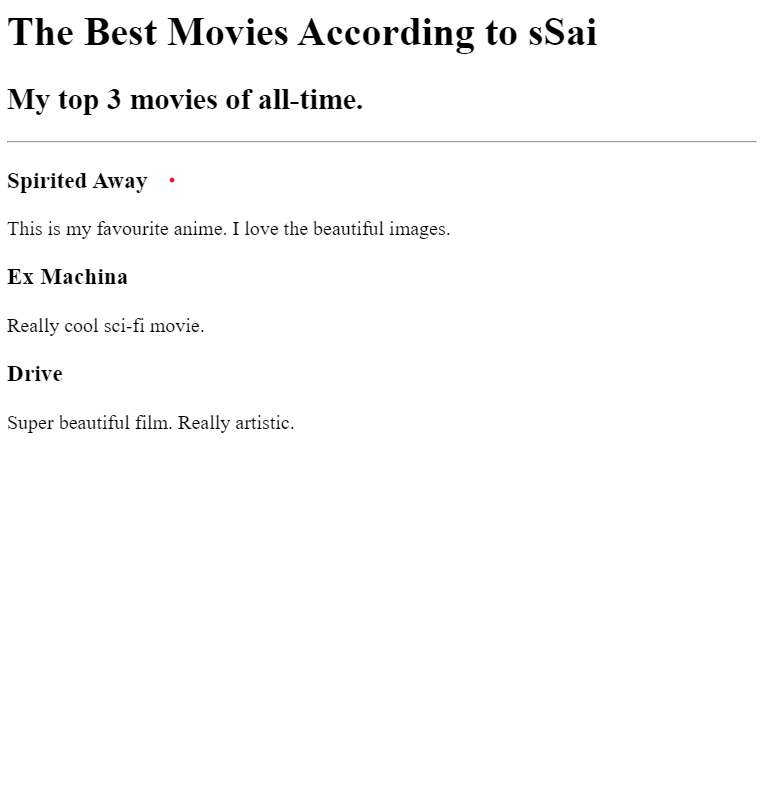 The Best Movies According to sSai
My top 3 movies of all-time.
Spirited Away
This is my favourite anime. I love the beautiful images.
Ex Machina
Really cool sci-fi movie.
Drive
Super beautiful film. Really artistic.